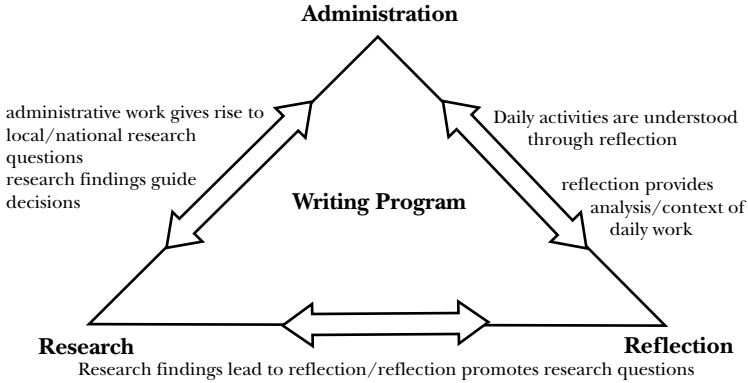 Administration
administrative work gives rise to
local/national research
questions
research findings guide
decisions
Daily activities are understood
through reflection
reflection provides
analysis/context of
daily work
Writing Program
Research
Reflection
Research findings lead to reflection/reflection promotes research questions